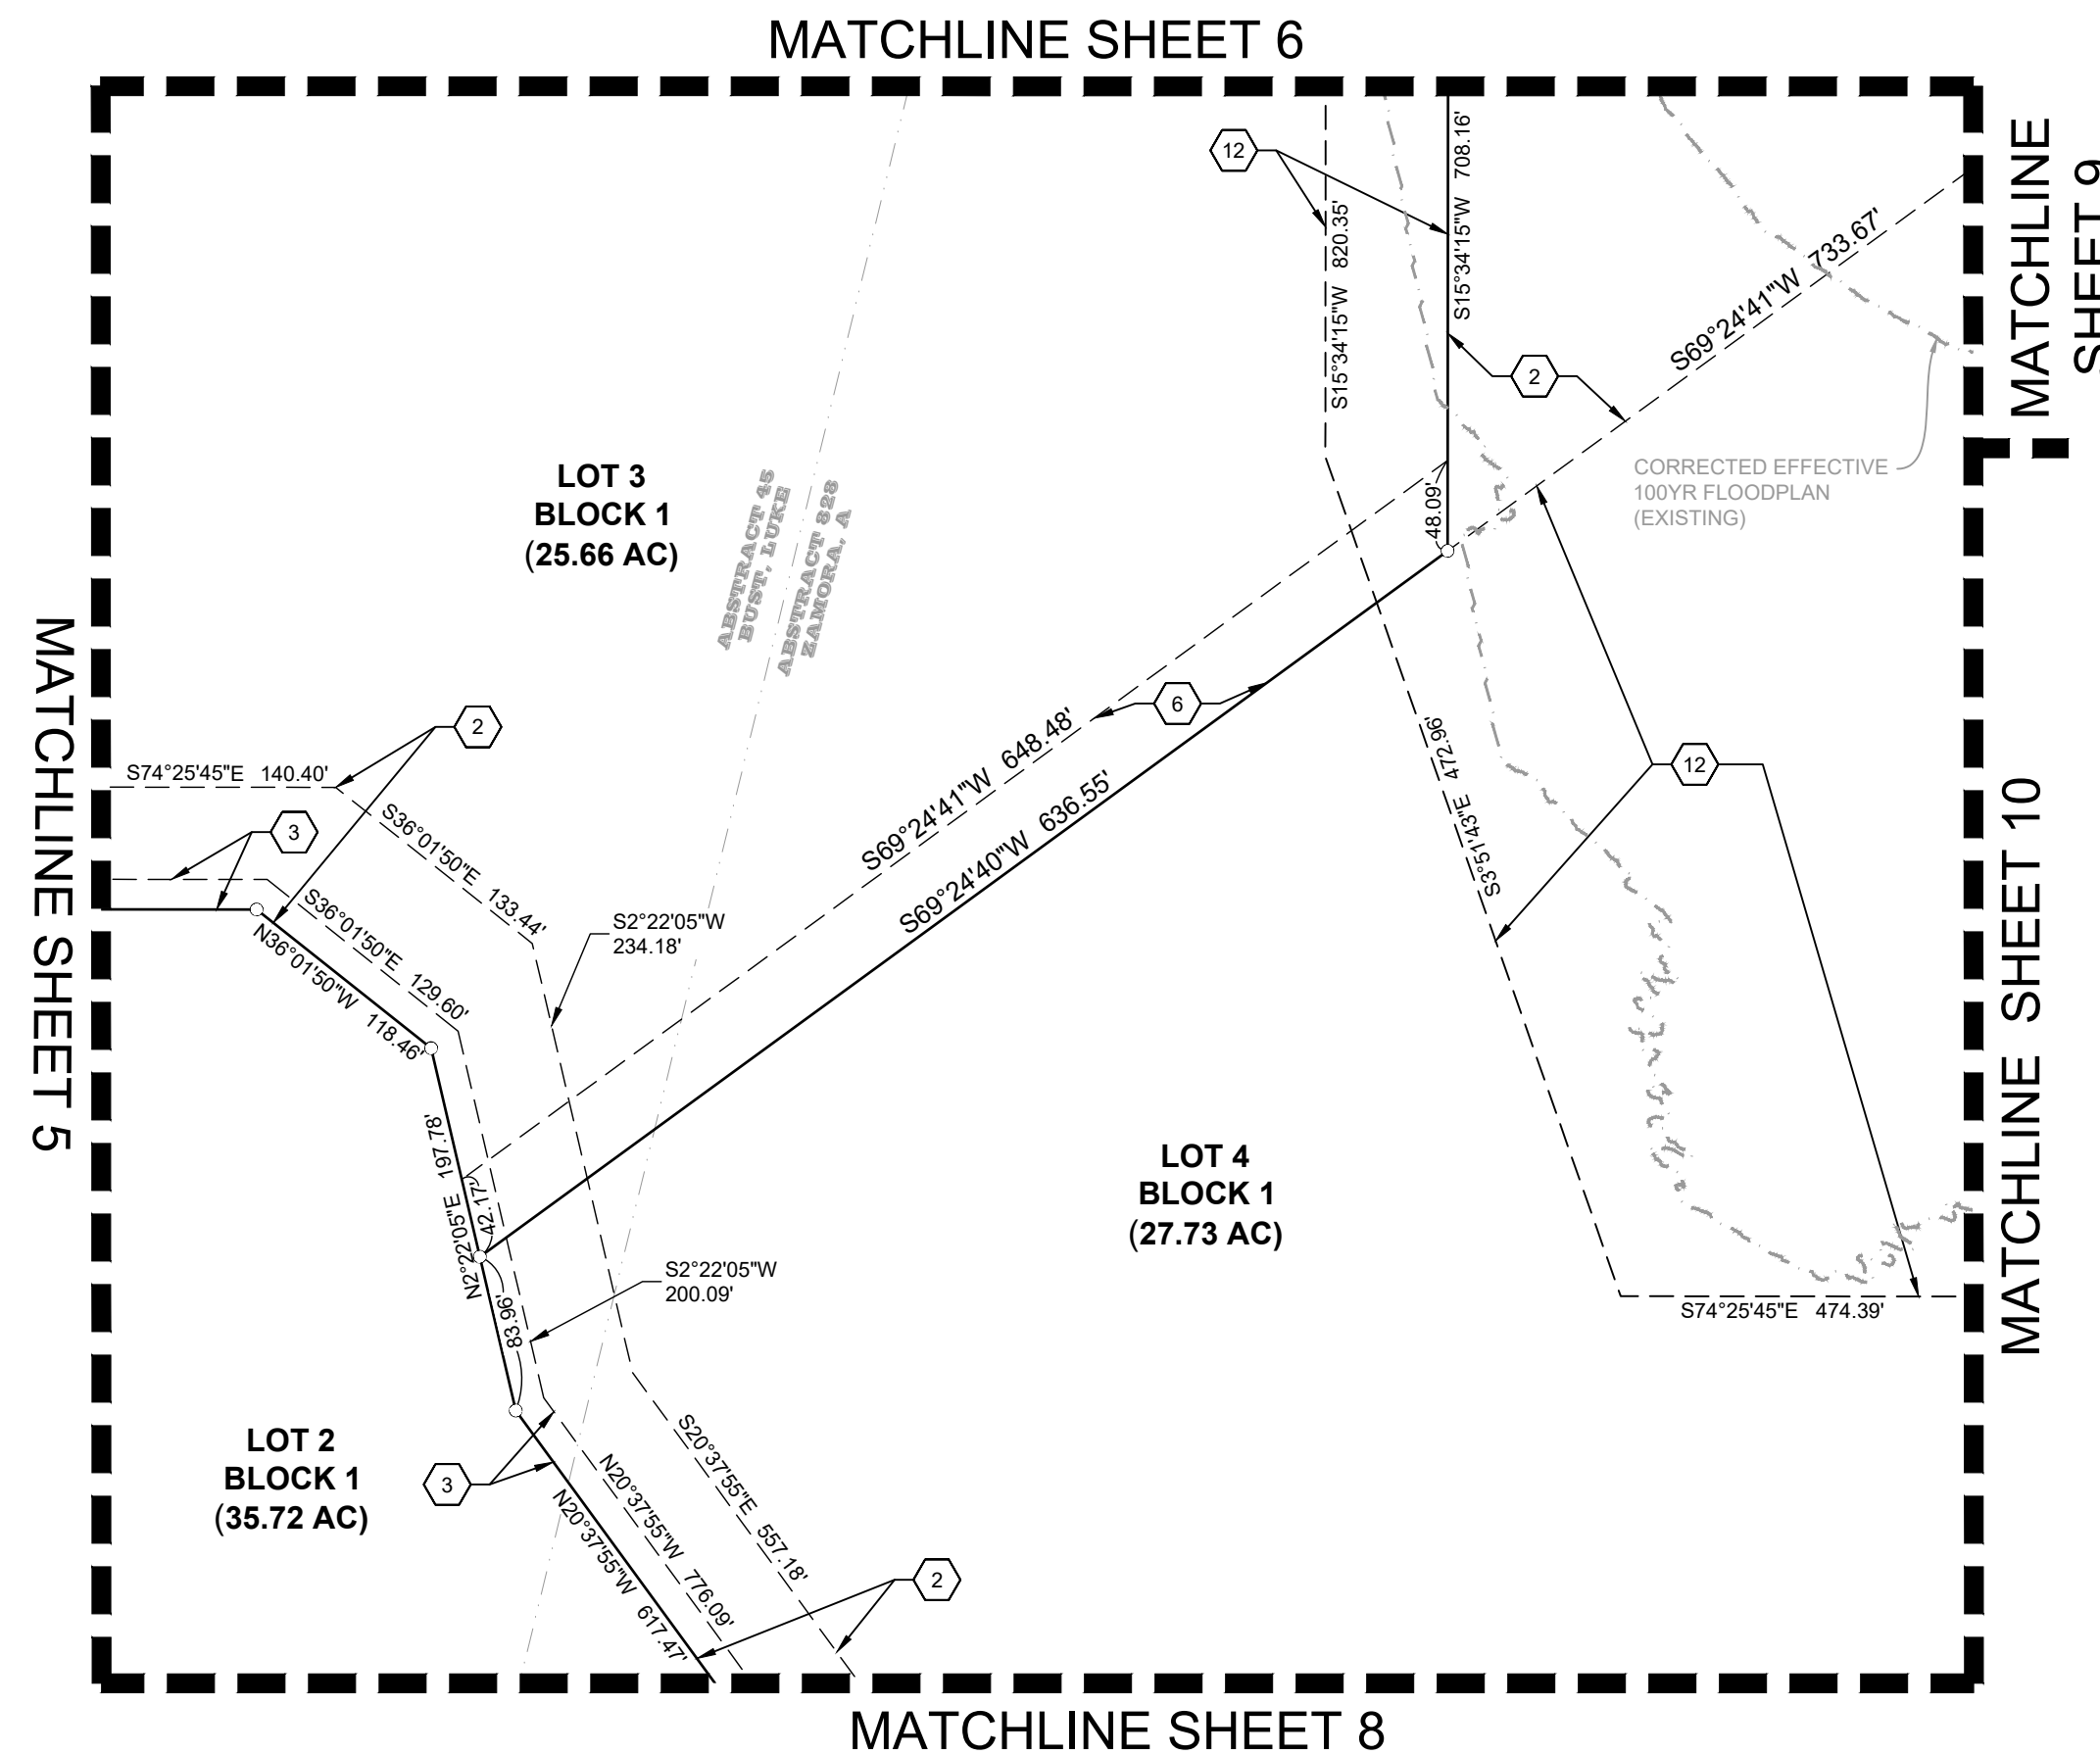 MATCHLINE SHEET 6
MATCHLINE
SHEET 9
12
S15°34'15"W 820.35'
S15°34'15"W 708.16'
S69°24'41"W 733.67'
2
CORRECTED EFFECTIVE
100YR FLOODPLAN
(EXISTING)
LOT 3
BLOCK 1
(25.66 AC)
ABSTRACT 45
BUST, LUKE
ABSTRACT 828
ZAMORA, A
48.09'
MATCHLINE SHEET 5
2
S74°25'45"E 140.40'
3
S36°01'50"E 133.44'
S36°01'50"E 129.60'
N36°01'50"W 118.46'
S2°22'05"W
234.18'
6
S69°24'41"W 648.48'
S69°24'40"W 636.55'
S3°51'43"E 472.96'
12
MATCHLINE SHEET 10
N2°22'05"E 197.78'
42.17'
83.96'
S2°22'05"W
200.09'
LOT 4
BLOCK 1
(27.73 AC)
S74°25'45"E 474.39'
LOT 2
BLOCK 1
(35.72 AC)
3
S20°37'55"E 557.18'
N20°37'55"W 776.09'
N20°37'55"W 617.47'
2
MATCHLINE SHEET 8